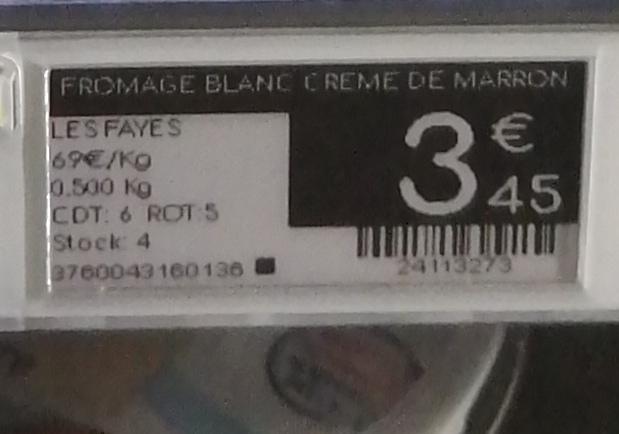 FROMAGE BLANC CREME DE MARRON
LES FAYES
69€/Kg
0.500 Kg
CDT: 6 ROT:5
Stock: 4
3760043160136
3 €
45
24113273